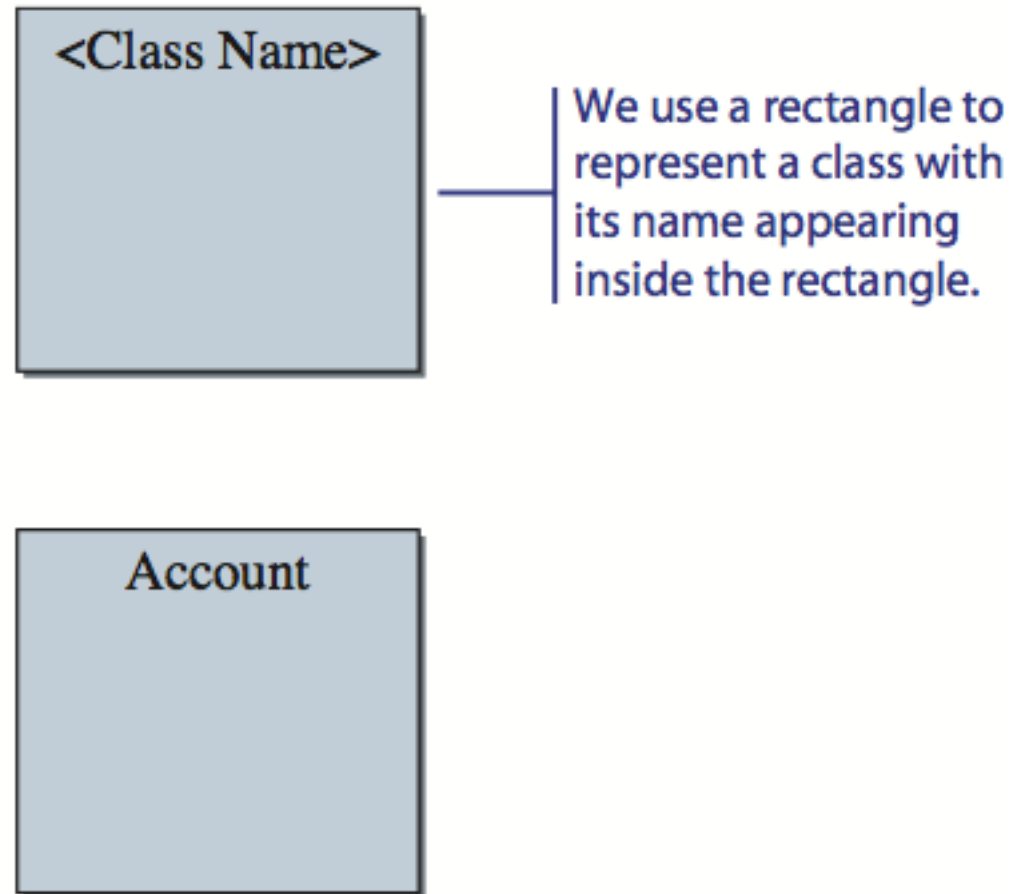 <Class Name>
We use a rectangle to
represent a class with
its name appearing
inside the rectangle.
Account